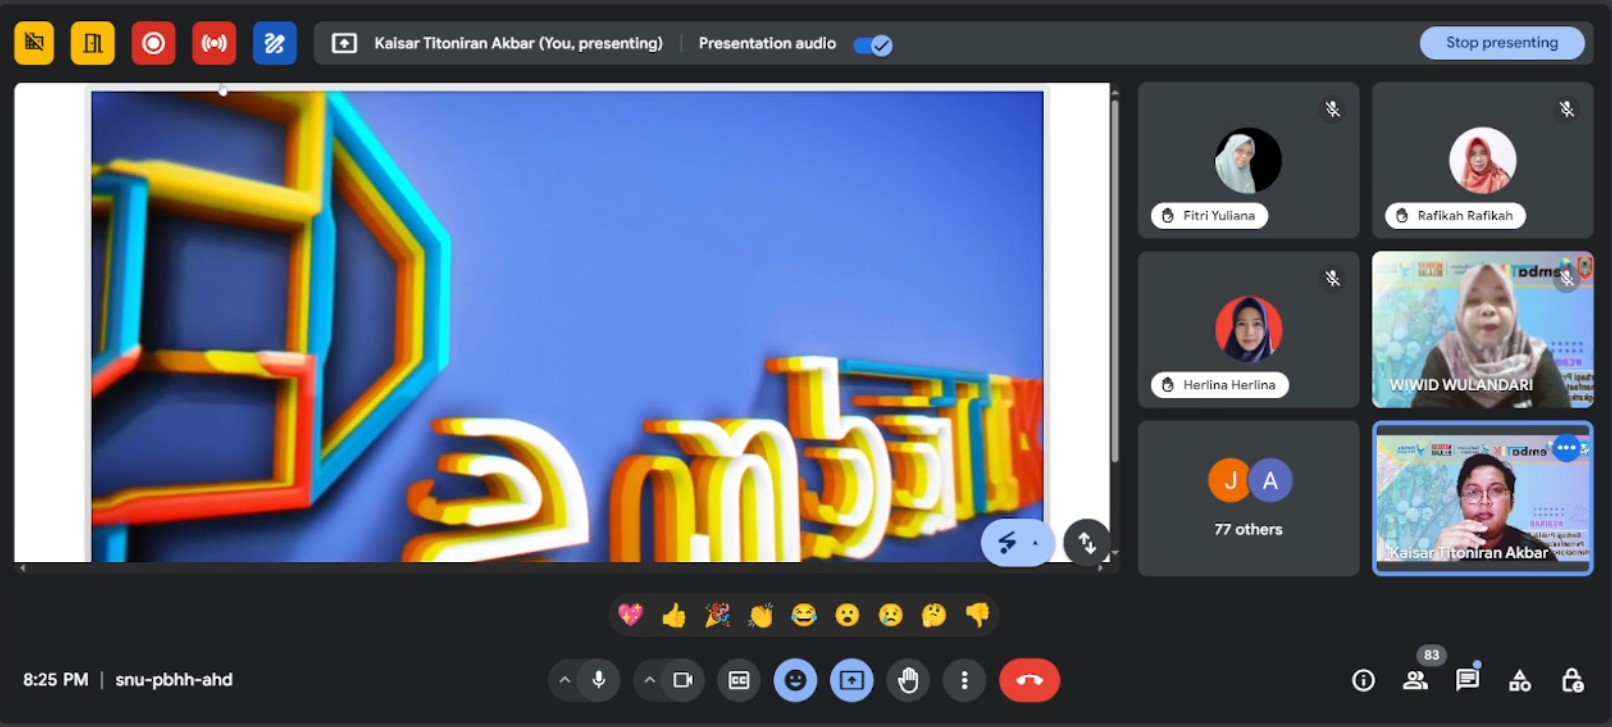 Kaisar Titoniran Akbar (You, presenting)
Presentation audio
Stop presenting
Fitri Yuliana
Rafikah Rafikah
Herlina Herlina
WIWID WULANDARI
J
A
77 others
Kaisar Titoniran Akbar
8:25 PM | snu-pbhh-ahd
CC
83